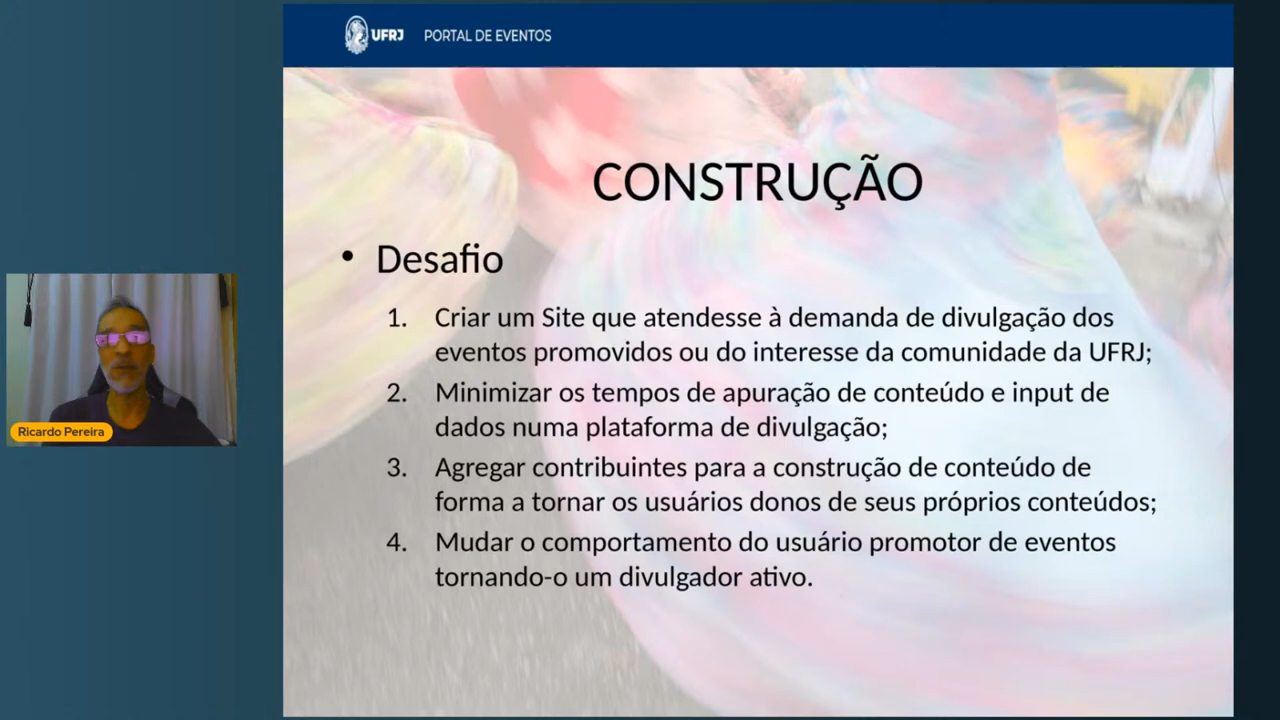 UFRJ PORTAL DE EVENTOS
CONSTRUÇÃO
• Desafio
1. Criar um Site que atendesse à demanda de divulgação dos
eventos promovidos ou do interesse da comunidade da UFRJ;
2. Minimizar os tempos de apuração de conteúdo e input de
dados numa plataforma de divulgação;
3. Agregar contribuintes para a construção de conteúdo de
forma a tornar os usuários donos de seus próprios conteúdos;
4. Mudar o comportamento do usuário promotor de eventos
tornando-o um divulgador ativo.
Ricardo Pereira